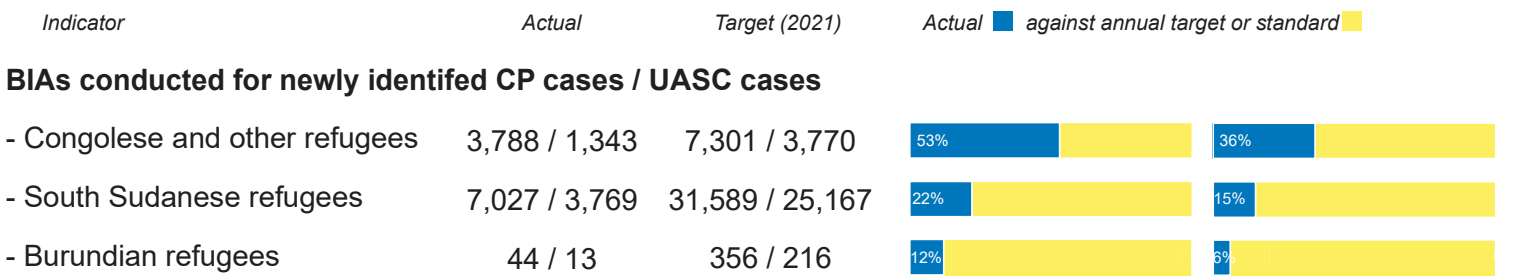 Indicator Actual Target (2021) Actual against annual target or standard
BIAs conducted for newly identifed CP cases / UASC cases
- Congolese and other refugees 3,788 / 1,343 7,301 / 3,770 53% 36%
- South Sudanese refugees 7,027 / 3,769 31,589 / 25,167 22% 15%
- Burundian refugees 44 / 13 356 / 216 12% 6%